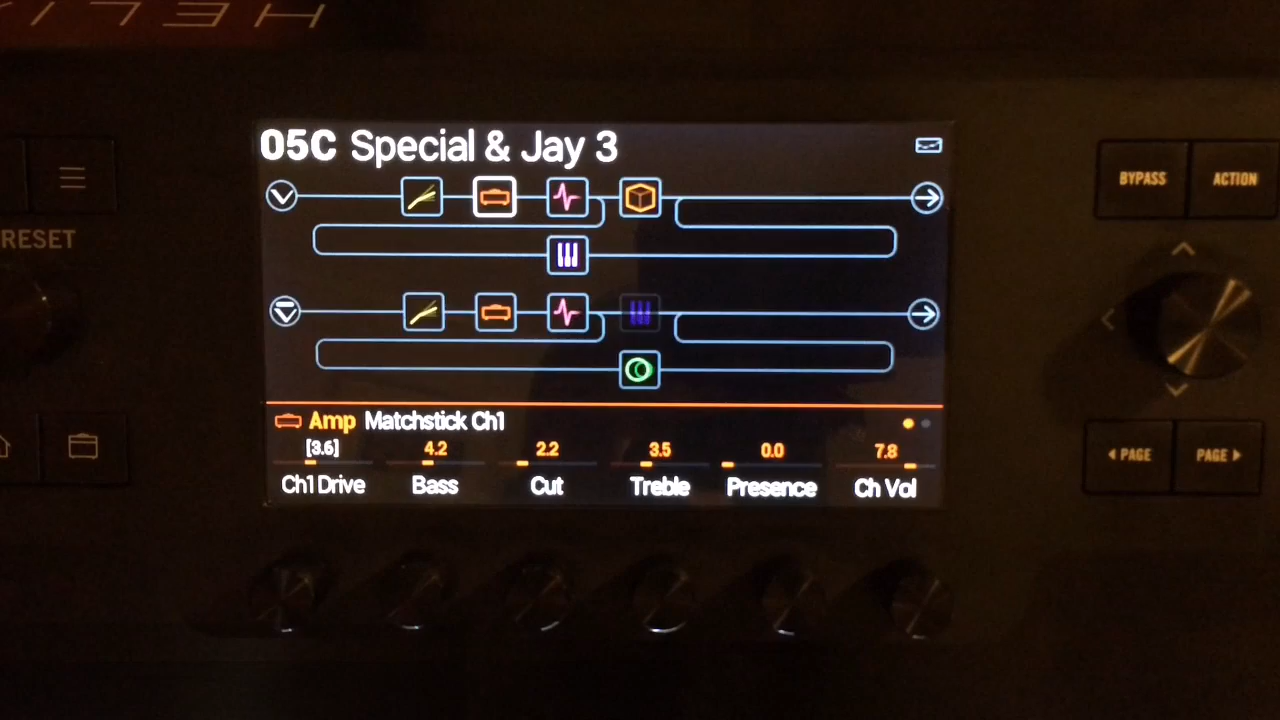 HELIX
05C Special & Jay 3
BYPASS
ACTION
RESET
Amp Matchstick Ch1
[3.6] 4.2 2.2 3.5 0.0 7.8
Ch1 Drive Bass Cut Treble Presence Ch Vol
PAGE
PAGE